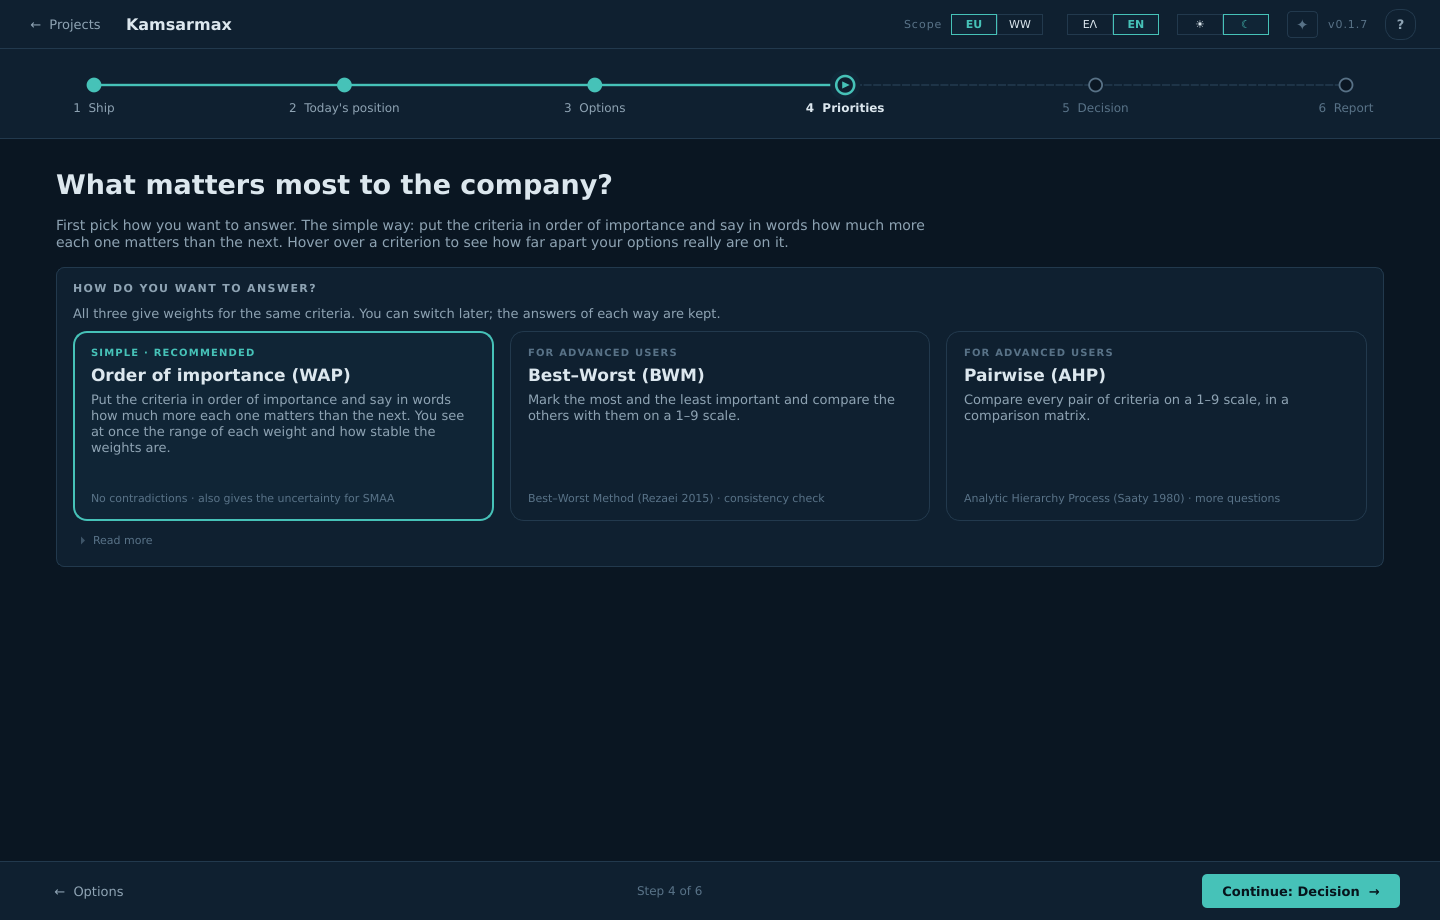 ← Projects Kamsarmax Scope EU WW ΕΛ EN ☀ ☾ ✦ v0.1.7 ?
1 Ship 2 Today's position 3 Options 4 Priorities 5 Decision 6 Report
What matters most to the company?
First pick how you want to answer. The simple way: put the criteria in order of importance and say in words how much more
each one matters than the next. Hover over a criterion to see how far apart your options really are on it.
HOW DO YOU WANT TO ANSWER?
All three give weights for the same criteria. You can switch later; the answers of each way are kept.
SIMPLE · RECOMMENDED
Order of importance (WAP)
Put the criteria in order of importance and say in words
how much more each one matters than the next. You see
at once the range of each weight and how stable the
weights are.
No contradictions · also gives the uncertainty for SMAA
FOR ADVANCED USERS
Best–Worst (BWM)
Mark the most and the least important and compare the
others with them on a 1–9 scale.
Best–Worst Method (Rezaei 2015) · consistency check
FOR ADVANCED USERS
Pairwise (AHP)
Compare every pair of criteria on a 1–9 scale, in a
comparison matrix.
Analytic Hierarchy Process (Saaty 1980) · more questions
Read more
← Options Step 4 of 6 Continue: Decision →